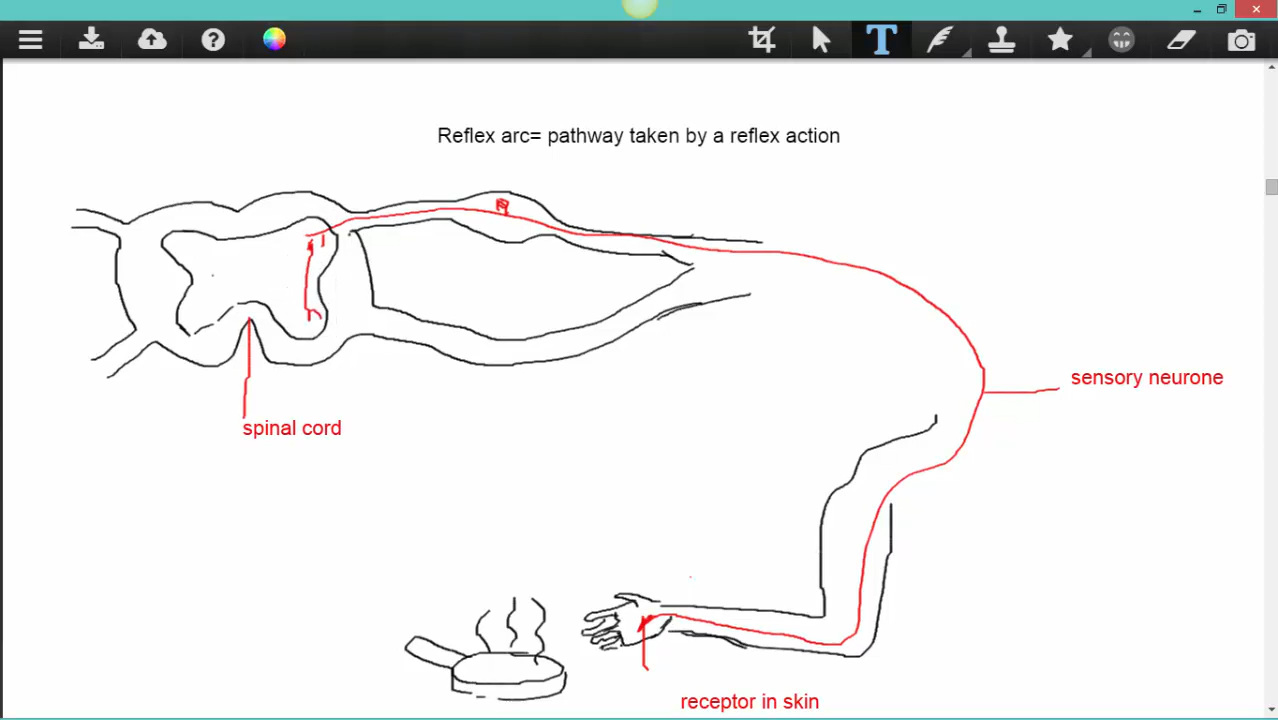 Reflex arc= pathway taken by a reflex action
sensory neurone
spinal cord
receptor in skin